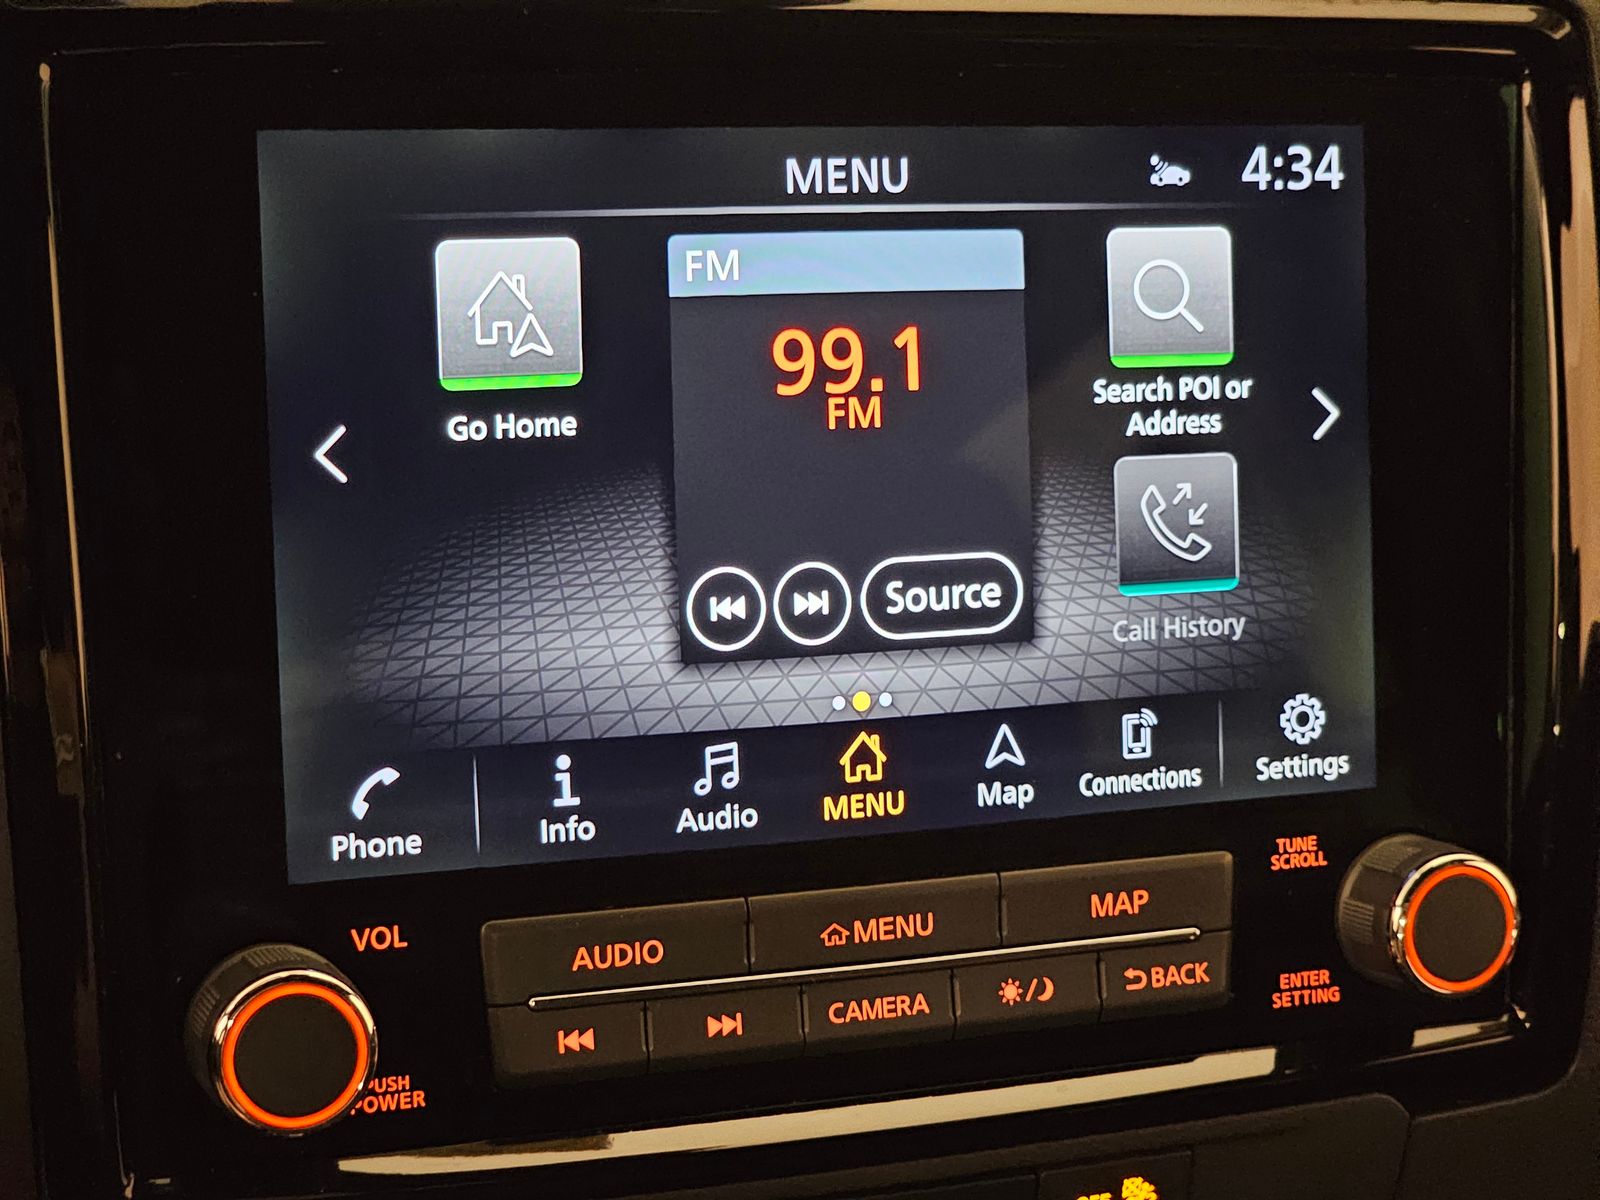 MENU
4:34
FM
99.1
FM
Go Home
Search POI or
Address
Source
Call History
Phone
Info
Audio
MENU
Map
Connections
Settings
VOL
PUSH
POWER
AUDIO
MENU
MAP
CAMERA
BACK
TUNE
SCROLL
ENTER
SETTING
OFF